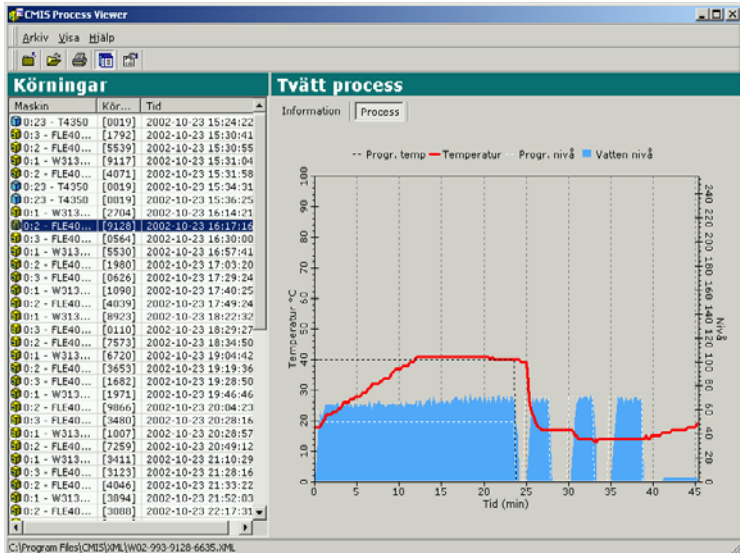 CMIS Process Viewer
Arkiv Visa Hjälp
Körningar
Tvätt process
Maskin Kör... Tid
Information Process
0:23 - T4350 [0019] 2002-10-23 15:24:22
0:3 - FLE40... [1792] 2002-10-23 15:30:41
0:2 - FLE40... [5539] 2002-10-23 15:30:55
0:1 - W313... [9117] 2002-10-23 15:31:04
0:2 - FLE40... [4071] 2002-10-23 15:31:58
0:23 - T4350 [0019] 2002-10-23 15:34:31
0:23 - T4350 [0019] 2002-10-23 15:36:25
0:1 - W313... [2704] 2002-10-23 16:14:21
0:2 - FLE40... [9128] 2002-10-23 16:17:16
0:3 - FLE40... [0564] 2002-10-23 16:30:00
0:1 - W313... [5530] 2002-10-23 16:57:41
0:2 - FLE40... [1980] 2002-10-23 17:03:20
0:3 - FLE40... [0626] 2002-10-23 17:29:24
0:1 - W313... [1098] 2002-10-23 17:40:25
0:2 - FLE40... [4039] 2002-10-23 17:49:24
0:1 - W313... [8923] 2002-10-23 18:22:32
0:3 - FLE40... [0110] 2002-10-23 18:29:27
0:2 - FLE40... [7573] 2002-10-23 18:34:50
0:1 - W313... [6720] 2002-10-23 19:04:42
0:2 - FLE40... [3653] 2002-10-23 19:19:36
0:3 - FLE40... [1682] 2002-10-23 19:28:50
0:1 - W313... [1971] 2002-10-23 19:46:46
0:2 - FLE40... [9866] 2002-10-23 20:04:23
0:3 - FLE40... [3480] 2002-10-23 20:28:16
0:1 - W313... [1007] 2002-10-23 20:28:57
0:2 - FLE40... [7259] 2002-10-23 20:49:12
0:1 - W313... [3411] 2002-10-23 21:10:29
0:3 - FLE40... [3123] 2002-10-23 21:28:16
0:2 - FLE40... [4046] 2002-10-23 21:33:22
0:1 - W313... [3894] 2002-10-23 21:52:03
0:2 - FLE40... [3088] 2002-10-23 22:17:31
Progr. temp Temperatur Progr. nivå Vatten nivå
Temperatur °C
0 10 20 30 40 50 60 70 80 90 100
Nivå
0 20 40 60 80 100 120 140 160 180 200 220 240
0 5 10 15 20 25 30 35 40 45
Tid (min)
C:\Program Files\CMIS\XML\W02-993-9128-6635.XML